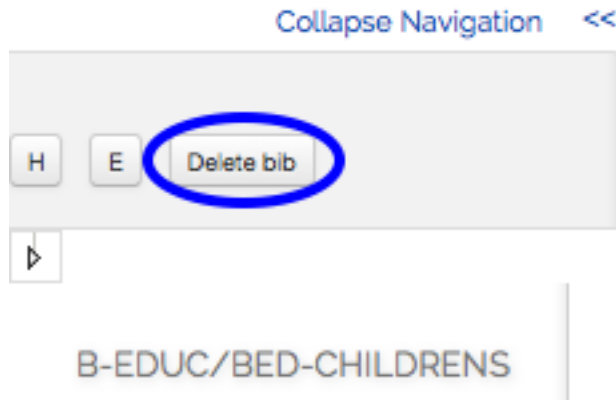 Collapse Navigation <<
H E Delete bib
B-EDUC/BED-CHILDRENS